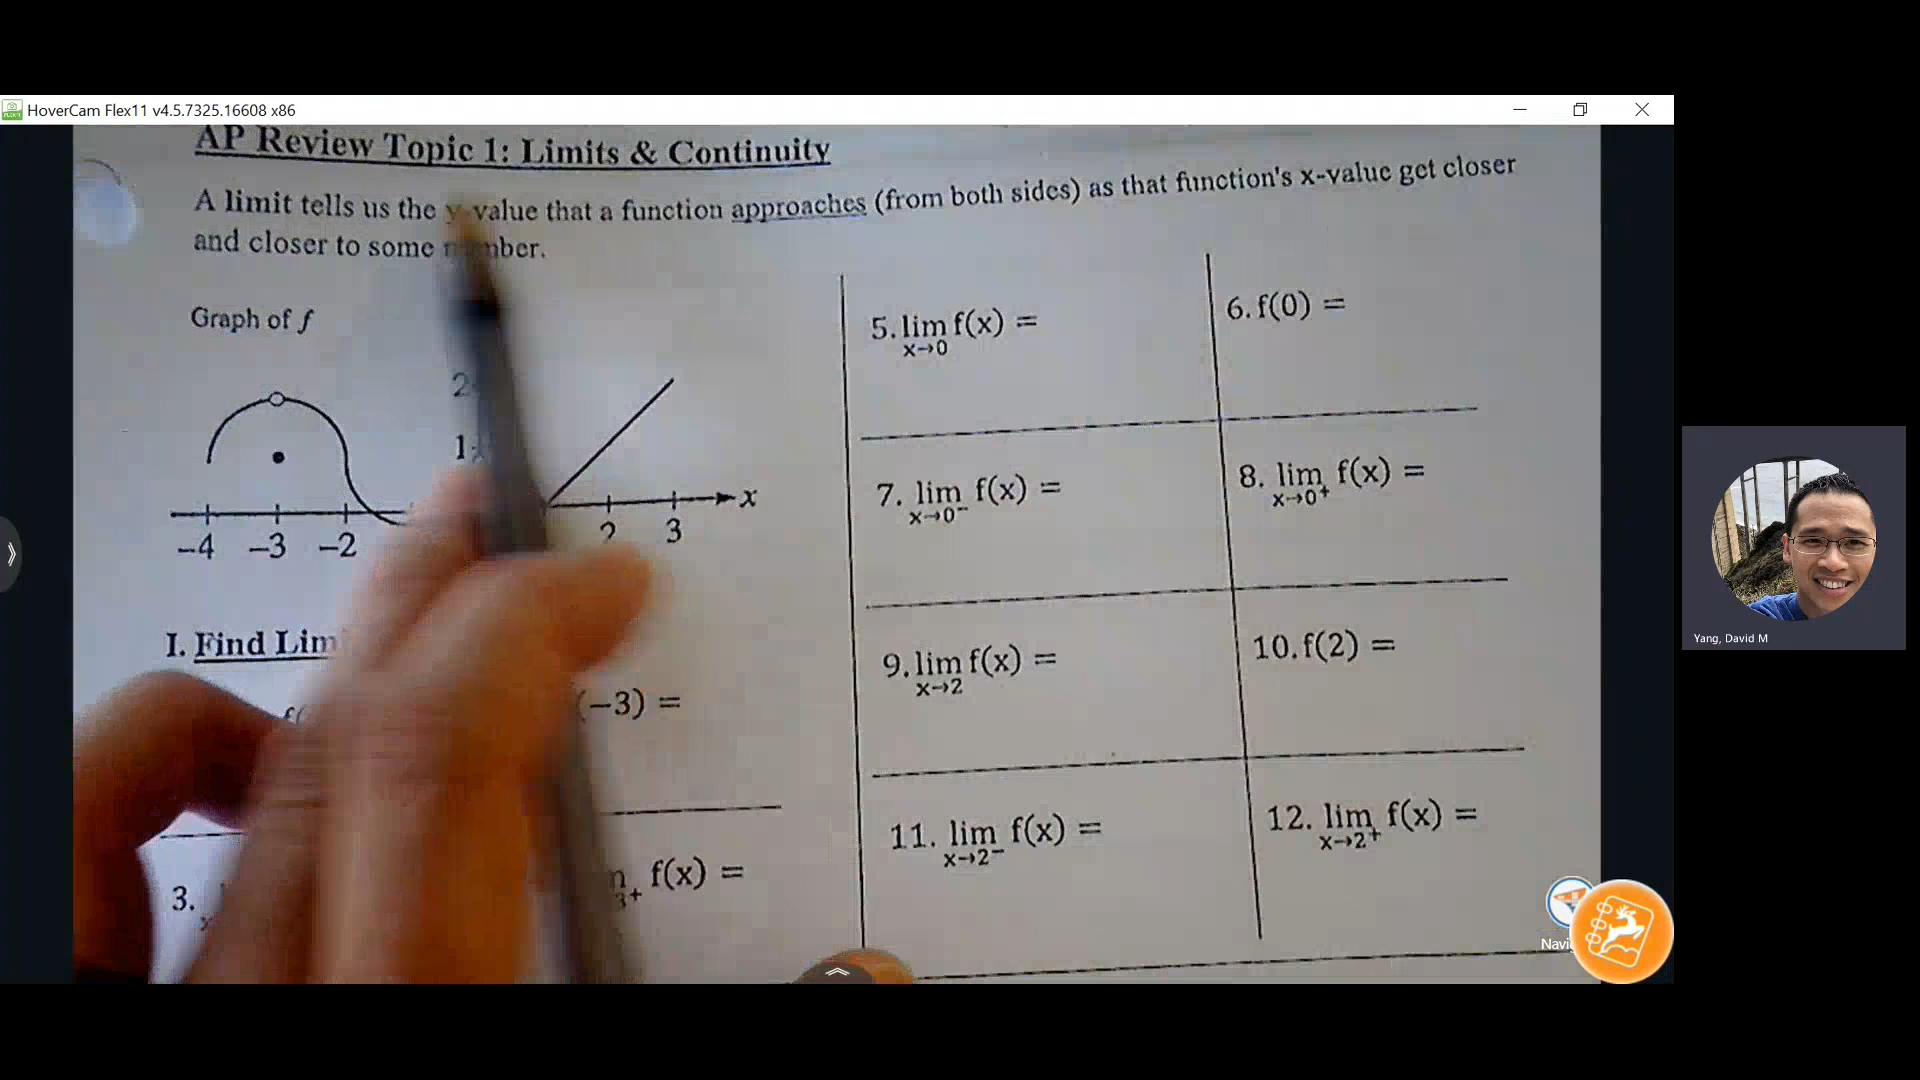 HoverCam Flex11 v4.5.7325.16608 x86
AP Review Topic 1: Limits & Continuity
A limit tells us the y-value that a function approaches (from both sides) as that function's x-value get closer
and closer to some number.
Graph of f
2
1
x
-4 -3 -2 2 3
I. Find Lim
f(
(−3) =
3.
f(x) =
3+
5. lim f(x) =
x→0
6. f(0) =
7. lim f(x) =
x→0⁻
8. lim f(x) =
x→0⁺
9. lim f(x) =
x→2
10. f(2) =
11. lim f(x) =
x→2⁻
12. lim f(x) =
x→2⁺
Yang, David M